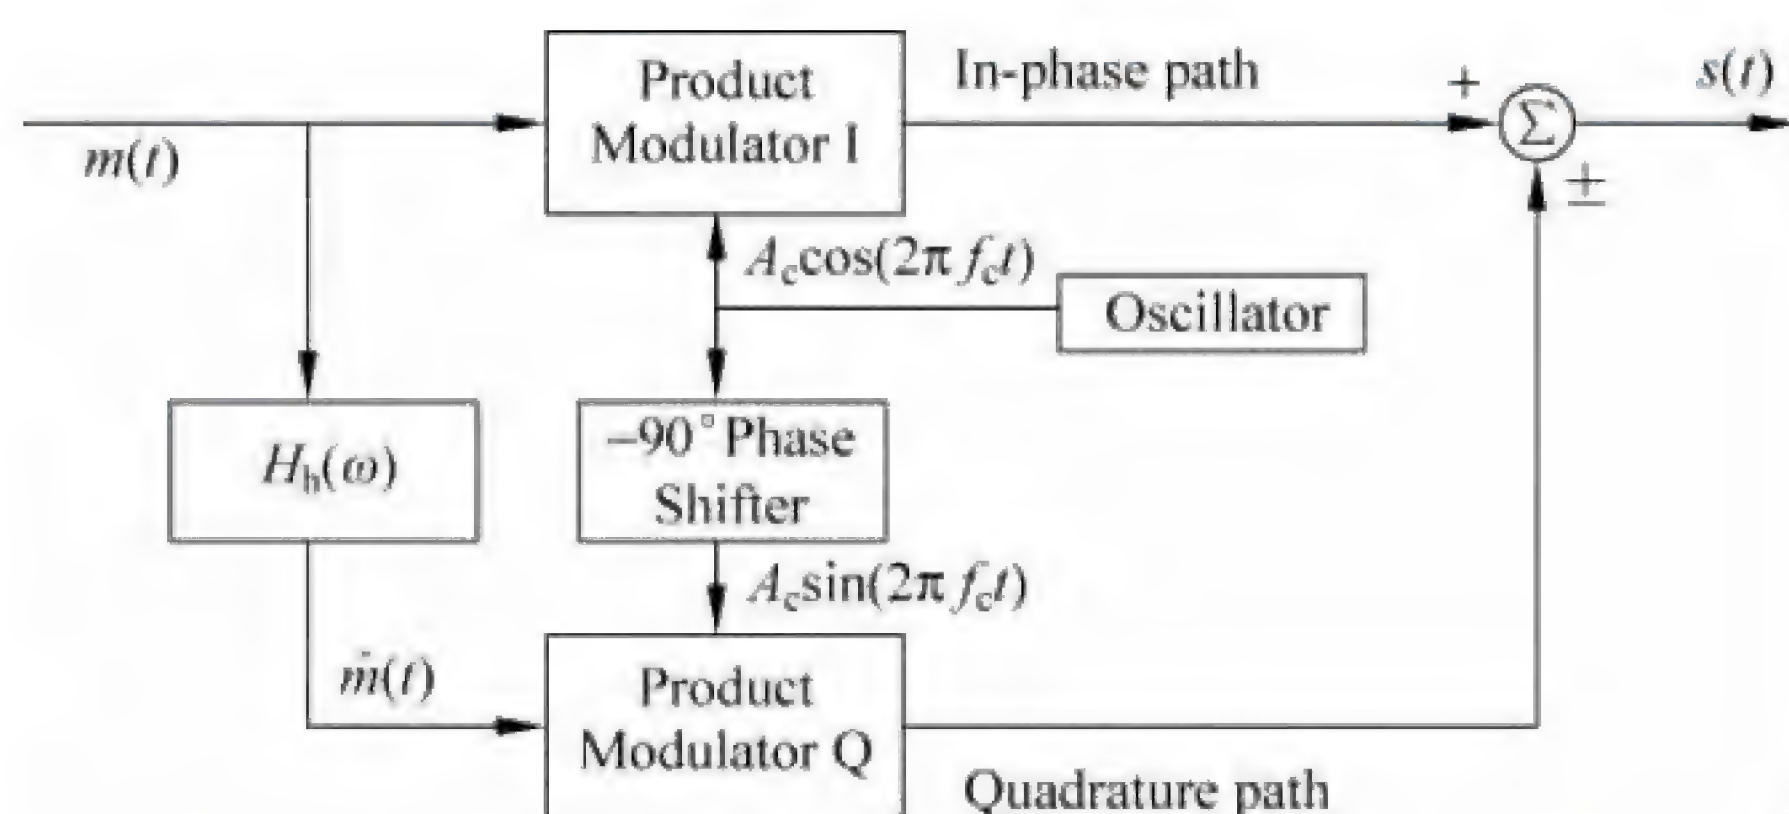 Product
Modulator I
In-phase path
+
s(t)
m(t)
Σ
±
A_c cos(2π f_c t)
Oscillator
H_h(ω)
−90° Phase
Shifter
A_c sin(2π f_c t)
m̂(t)
Product
Modulator Q
Quadrature path